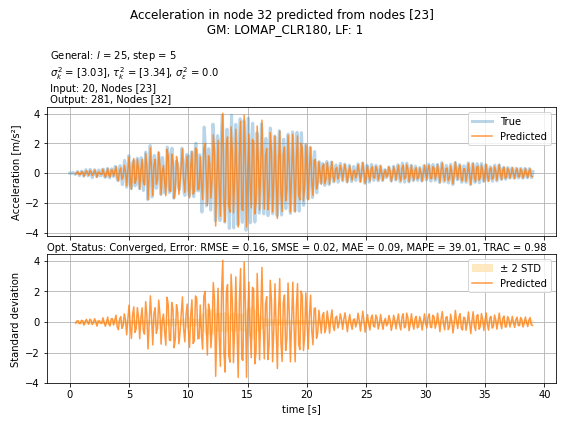 Acceleration in node 32 predicted from nodes [23]
GM: LOMAP_CLR180, LF: 1
General: l = 25, step = 5
σ²ₖ = [3.03], τ²ₖ = [3.34], σ²ε = 0.0
Input: 20, Nodes [23]
Output: 281, Nodes [32]
Acceleration [m/s²]
4
2
0
−2
−4
True
Predicted
Opt. Status: Converged, Error: RMSE = 0.16, SMSE = 0.02, MAE = 0.09, MAPE = 39.01, TRAC = 0.98
Standard deviation
4
2
0
−2
−4
± 2 STD
Predicted
0 5 10 15 20 25 30 35 40
time [s]